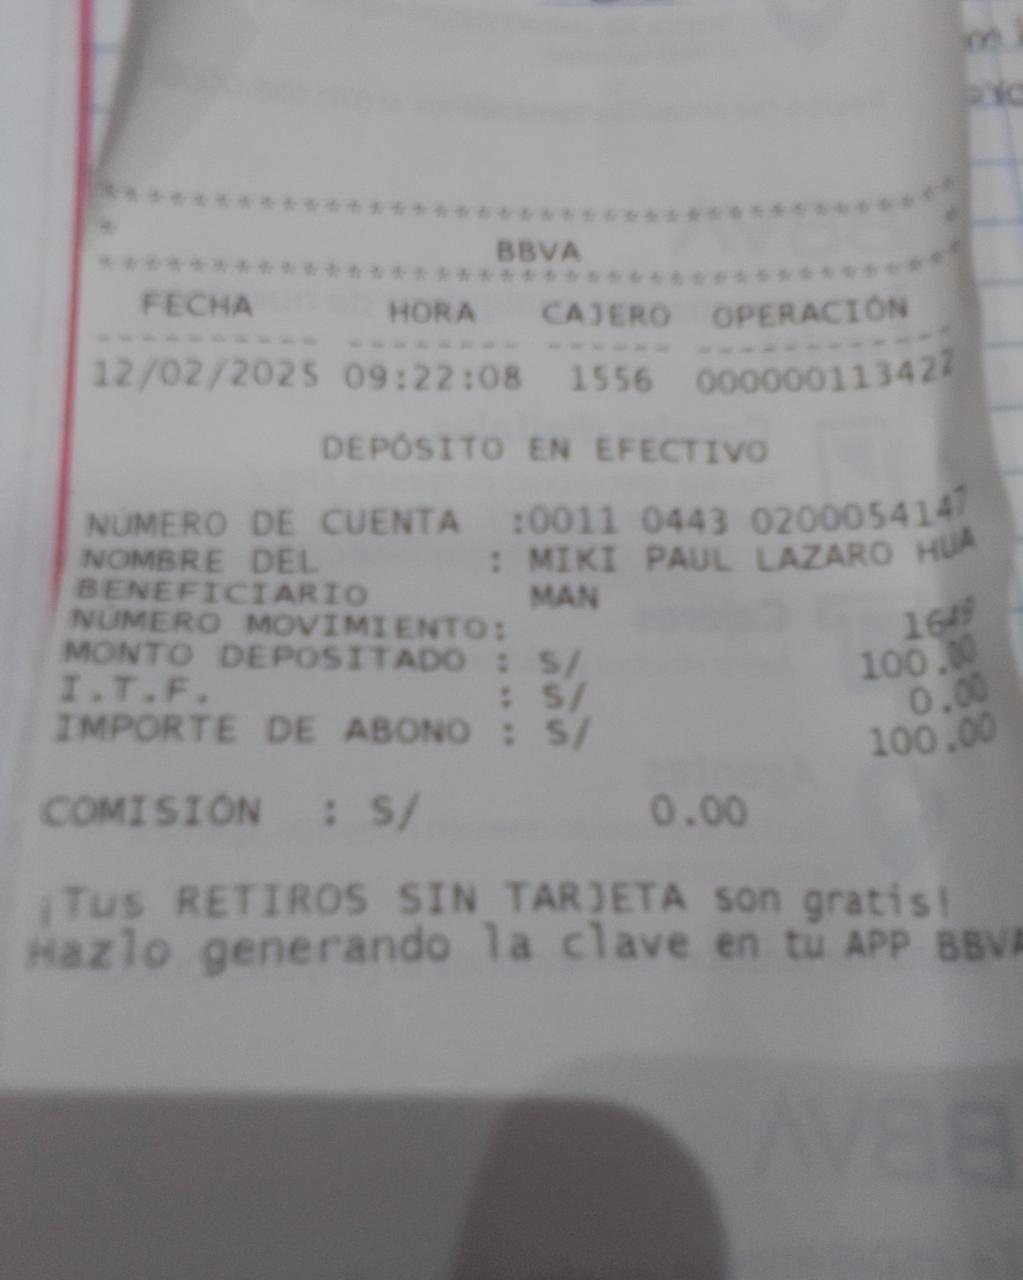 ****************************************
*                                      *
BBVA
****************************************
FECHA HORA CAJERO OPERACIÓN
---------- -------- ------ ------------
12/02/2025 09:22:08 1556 000000113422
DEPÓSITO EN EFECTIVO
NÚMERO DE CUENTA :0011 0443 0200054147
NOMBRE DEL : MIKI PAUL LAZARO HUA
BENEFICIARIO MAN
NÚMERO MOVIMIENTO: 1649
MONTO DEPOSITADO : S/ 100.00
I.T.F. : S/ 0.00
IMPORTE DE ABONO : S/ 100.00
COMISIÓN : S/ 0.00
¡Tus RETIROS SIN TARJETA son gratis!
Hazlo generando la clave en tu APP BBVA
BBVA